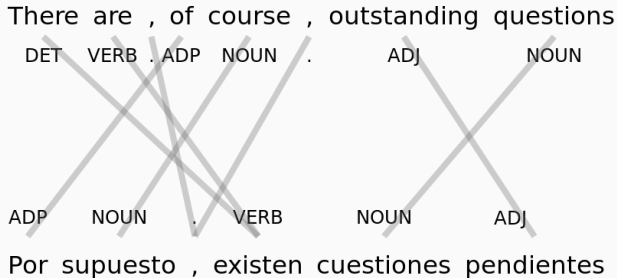 There are , of course , outstanding questions
DET VERB . ADP NOUN . ADJ NOUN
ADP NOUN . VERB NOUN ADJ
Por supuesto , existen cuestiones pendientes